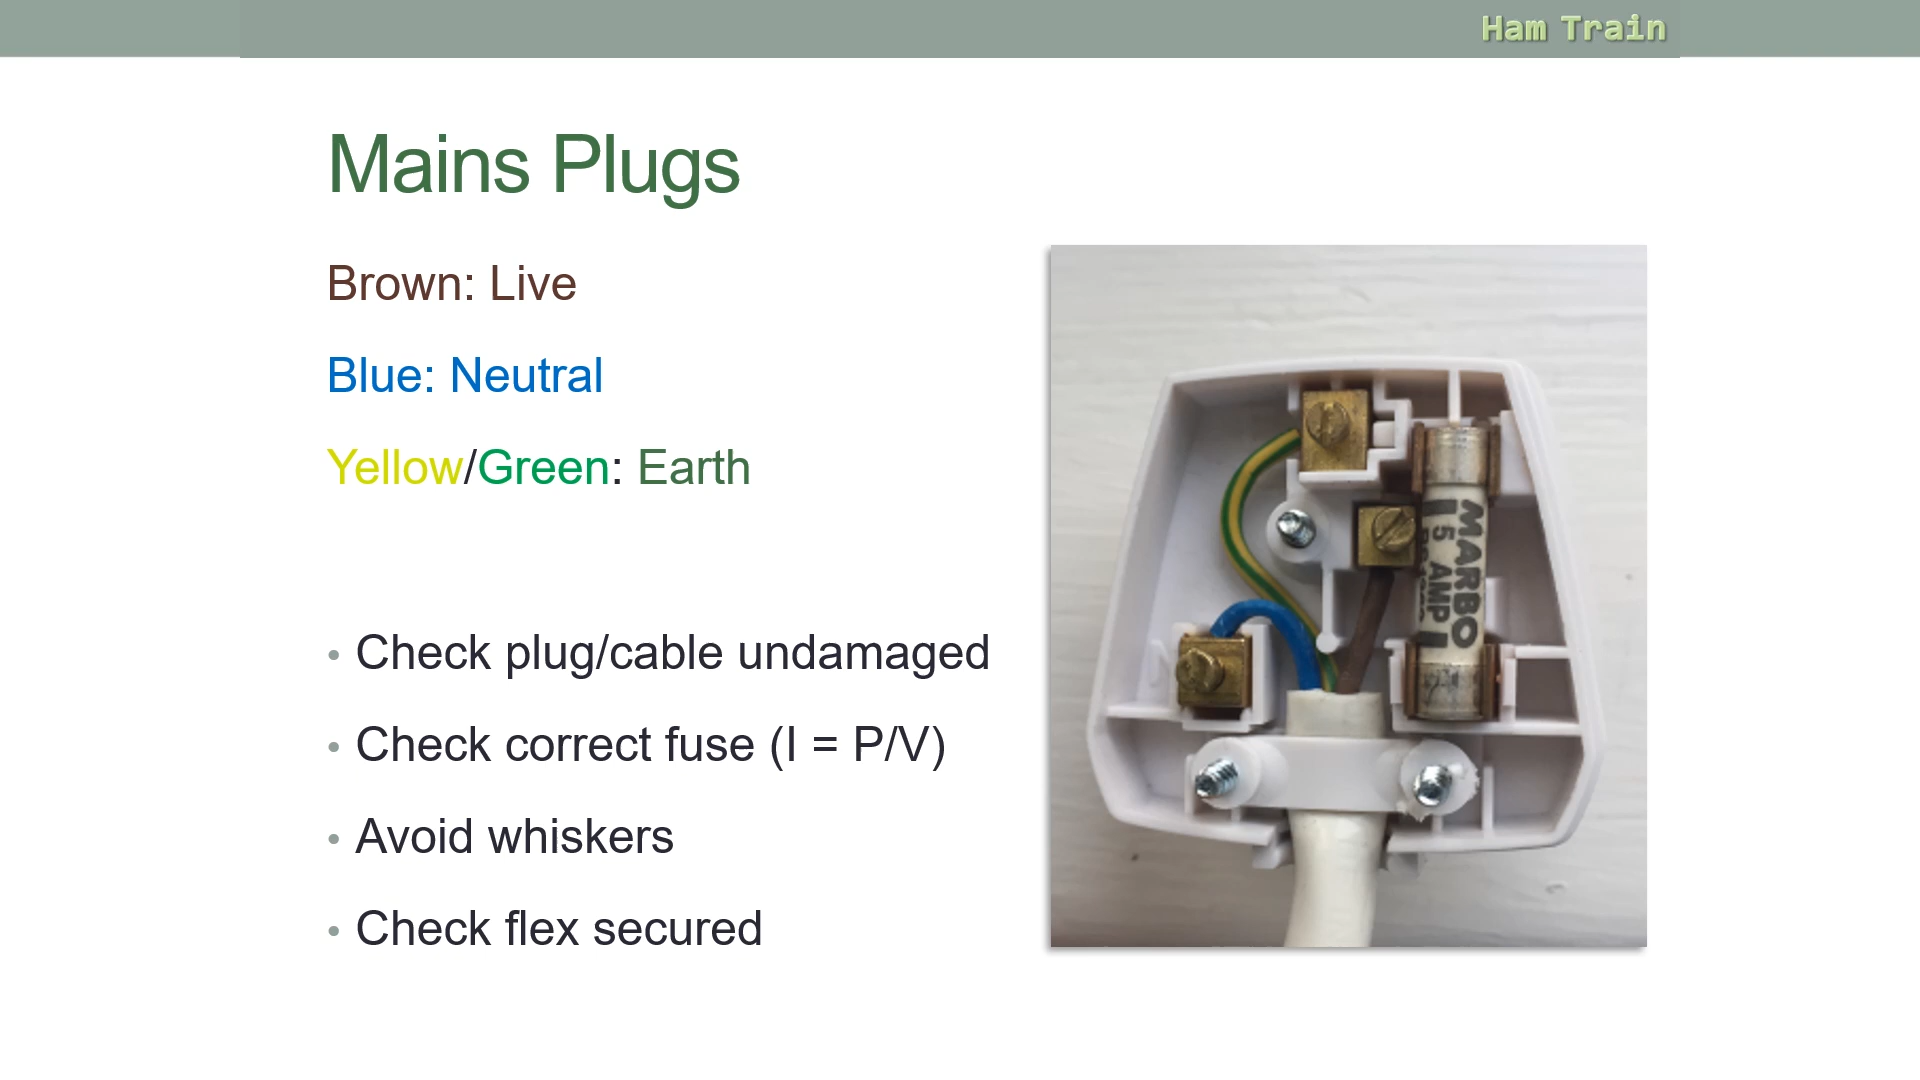 Ham Train
Mains Plugs
Brown: Live
Blue: Neutral
Yellow/Green: Earth
• Check plug/cable undamaged
• Check correct fuse (I = P/V)
• Avoid whiskers
• Check flex secured
MARBO
5 AMP